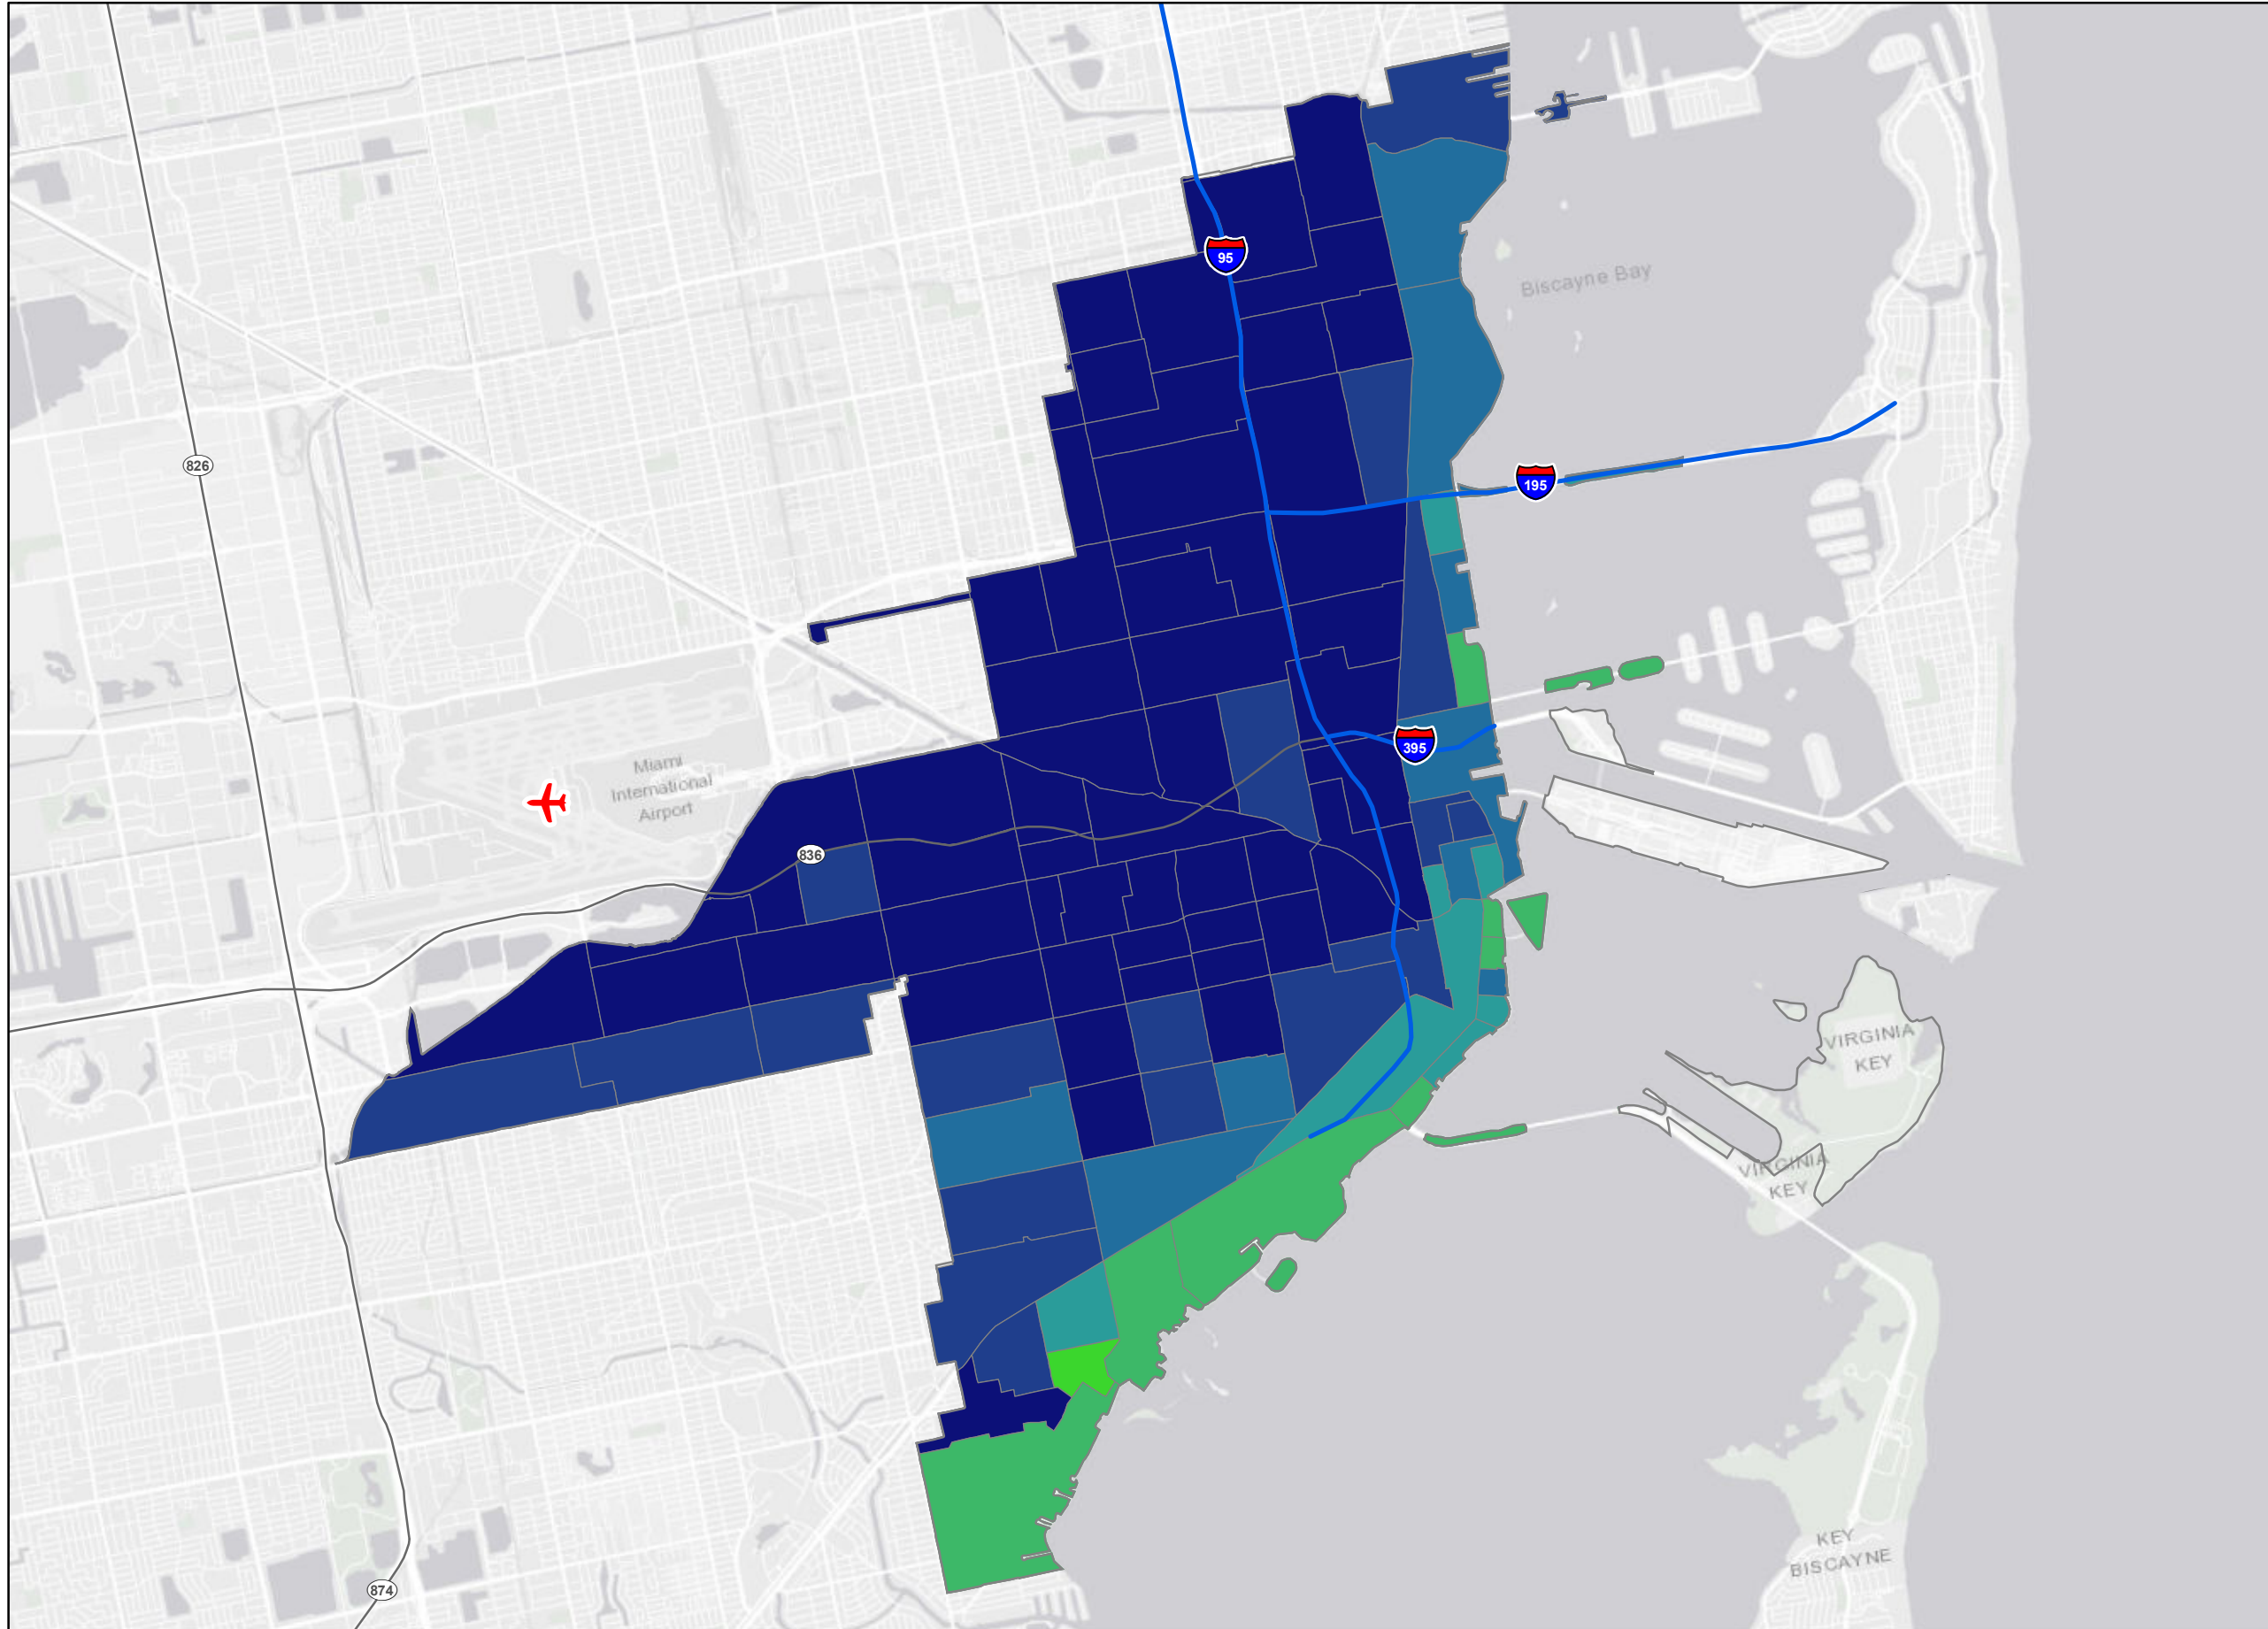 95
Biscayne Bay
826
195
395
Miami
International
Airport
836
VIRGINIA
KEY
VIRGINIA
KEY
KEY
BISCAYNE
874